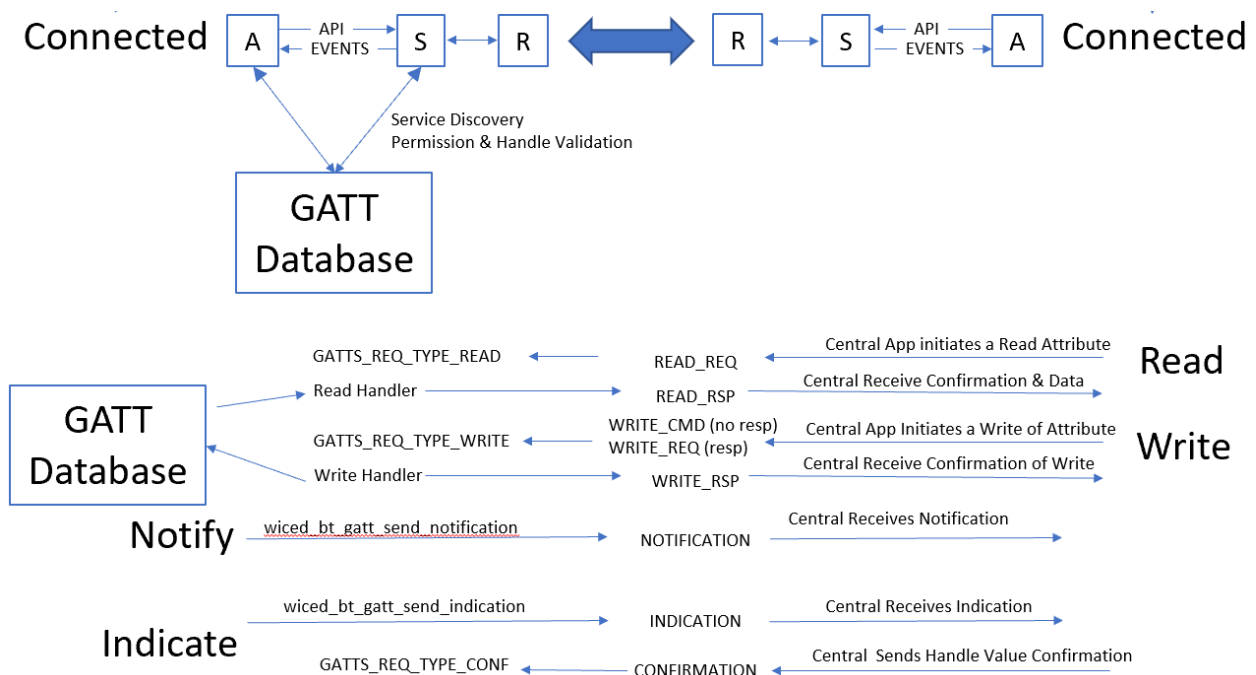 Connected
A
API
EVENTS
S
R
R
S
API
EVENTS
A
Connected
Service Discovery
Permission & Handle Validation
GATT
Database
GATTS_REQ_TYPE_READ
READ_REQ
Central App initiates a Read Attribute
Read
Read Handler
READ_RSP
Central Receive Confirmation & Data
GATT
Database
GATTS_REQ_TYPE_WRITE
WRITE_CMD (no resp)
WRITE_REQ (resp)
Central App Initiates a Write of Attribute
Write
Write Handler
WRITE_RSP
Central Receive Confirmation of Write
Notify
wiced_bt_gatt_send_notification
NOTIFICATION
Central Receives Notification
Indicate
wiced_bt_gatt_send_indication
INDICATION
Central Receives Indication
GATTS_REQ_TYPE_CONF
CONFIRMATION
Central Sends Handle Value Confirmation